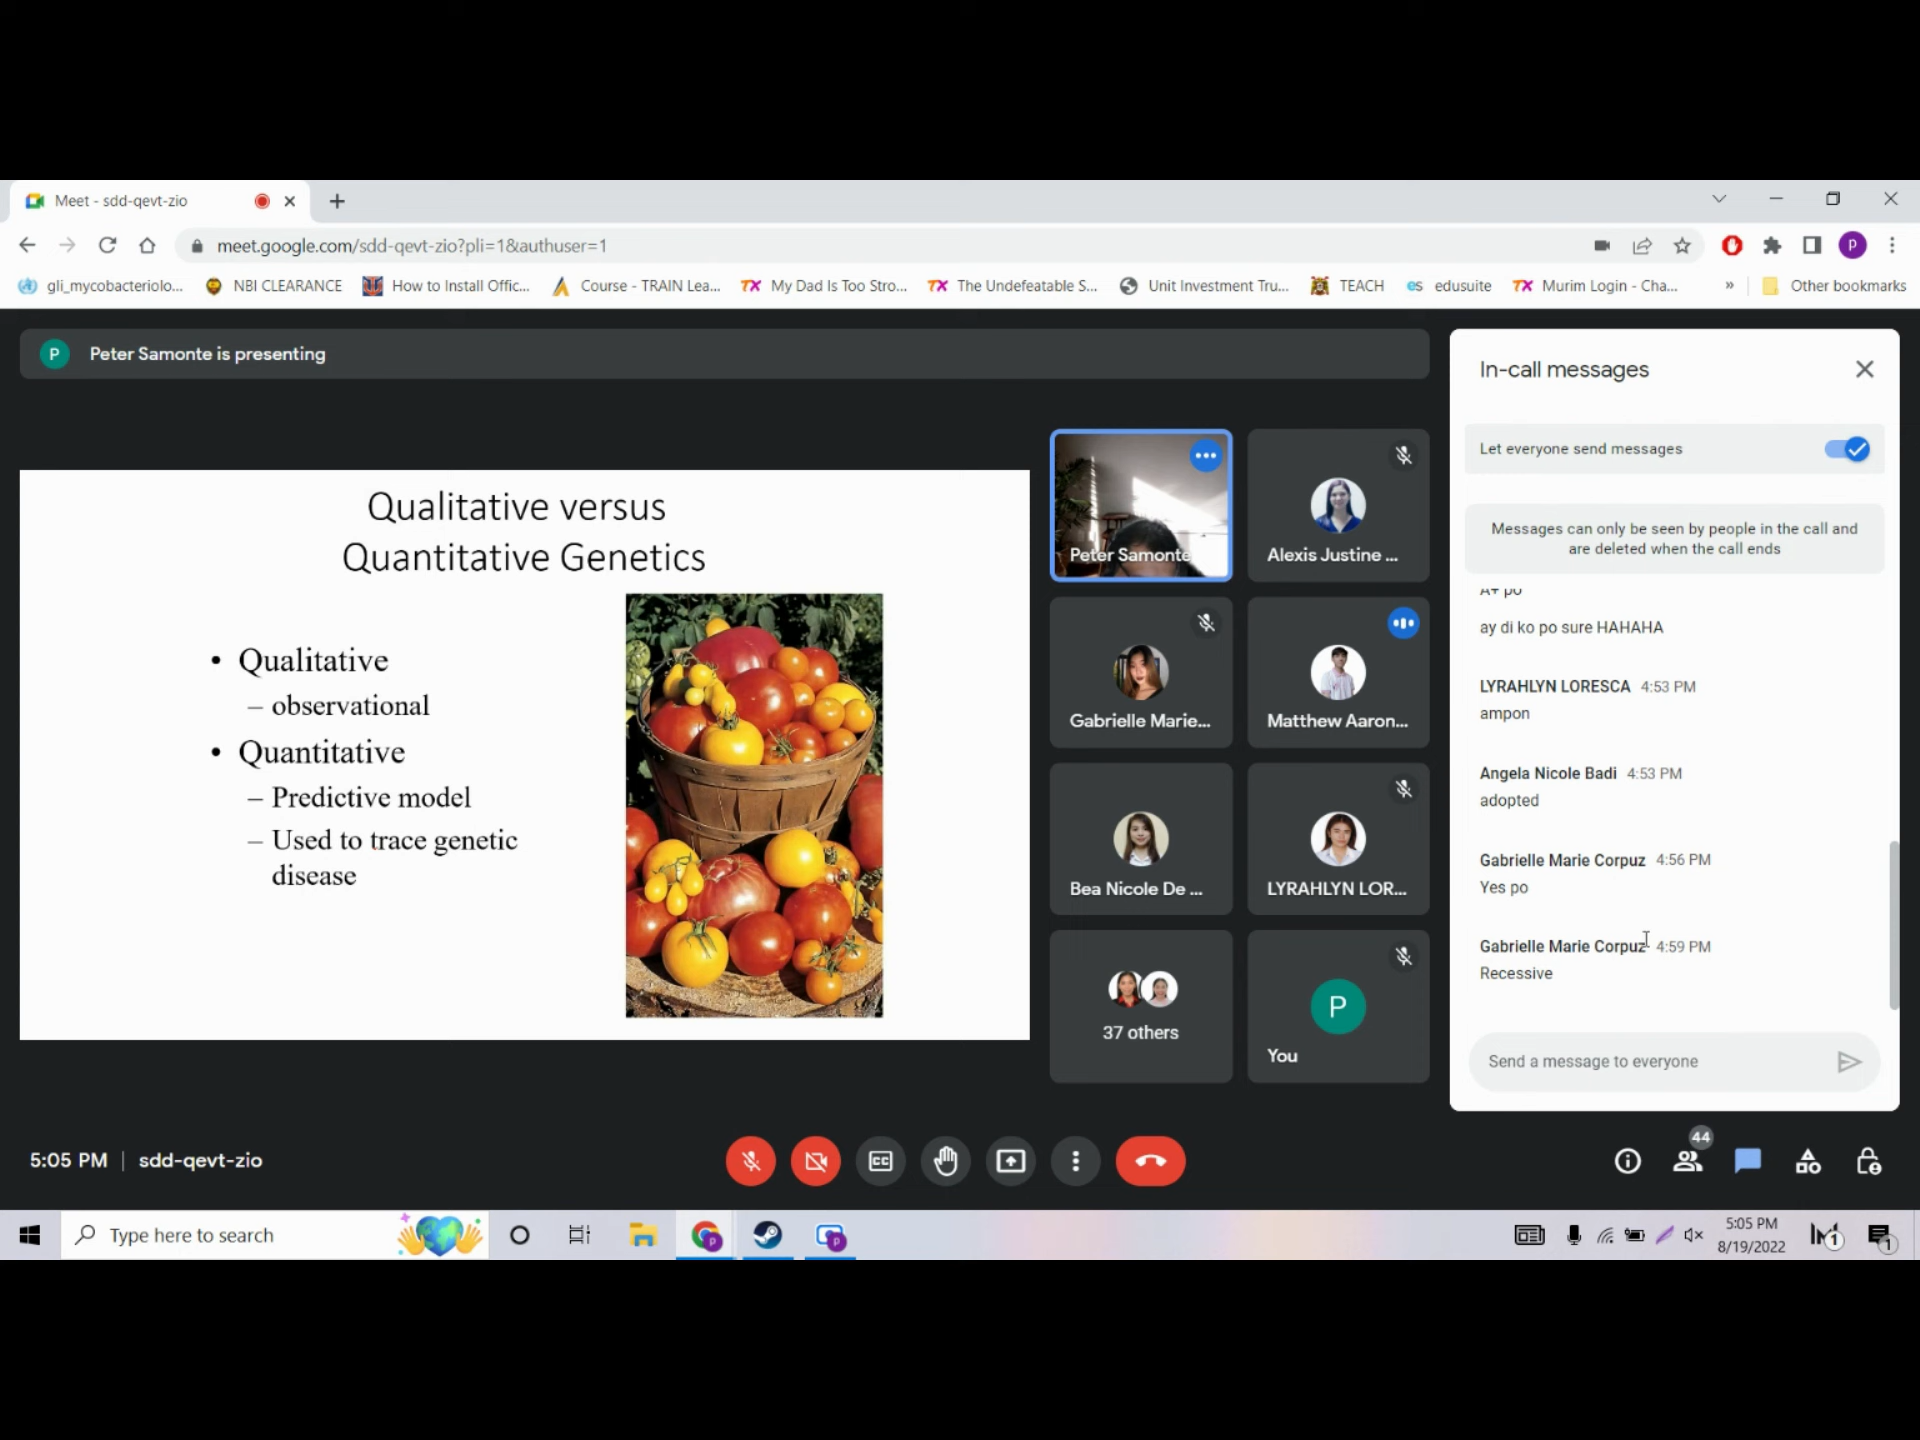 Meet - sdd-qevt-zio
meet.google.com/sdd-qevt-zio?pli=1&authuser=1
P
gli_mycobacteriolo...
NBI CLEARANCE
How to Install Offic...
Course - TRAIN Lea...
TX My Dad Is Too Stro...
TX The Undefeatable S...
Unit Investment Tru...
TEACH
es edusuite
TX Murim Login - Cha...
»
Other bookmarks
P Peter Samonte is presenting
Qualitative versus
Quantitative Genetics
• Qualitative
– observational
• Quantitative
– Predictive model
– Used to trace genetic
disease
Peter Samonte
Alexis Justine ...
Gabrielle Marie...
Matthew Aaron...
Bea Nicole De ...
LYRAHLYN LOR...
37 others
P
You
In-call messages
Let everyone send messages
Messages can only be seen by people in the call and
are deleted when the call ends
A+ po
ay di ko po sure HAHAHA
LYRAHLYN LORESCA 4:53 PM
ampon
Angela Nicole Badi 4:53 PM
adopted
Gabrielle Marie Corpuz 4:56 PM
Yes po
Gabrielle Marie Corpuz 4:59 PM
Recessive
Send a message to everyone
5:05 PM | sdd-qevt-zio
CC
44
Type here to search
P
P
5:05 PM
8/19/2022
1
1